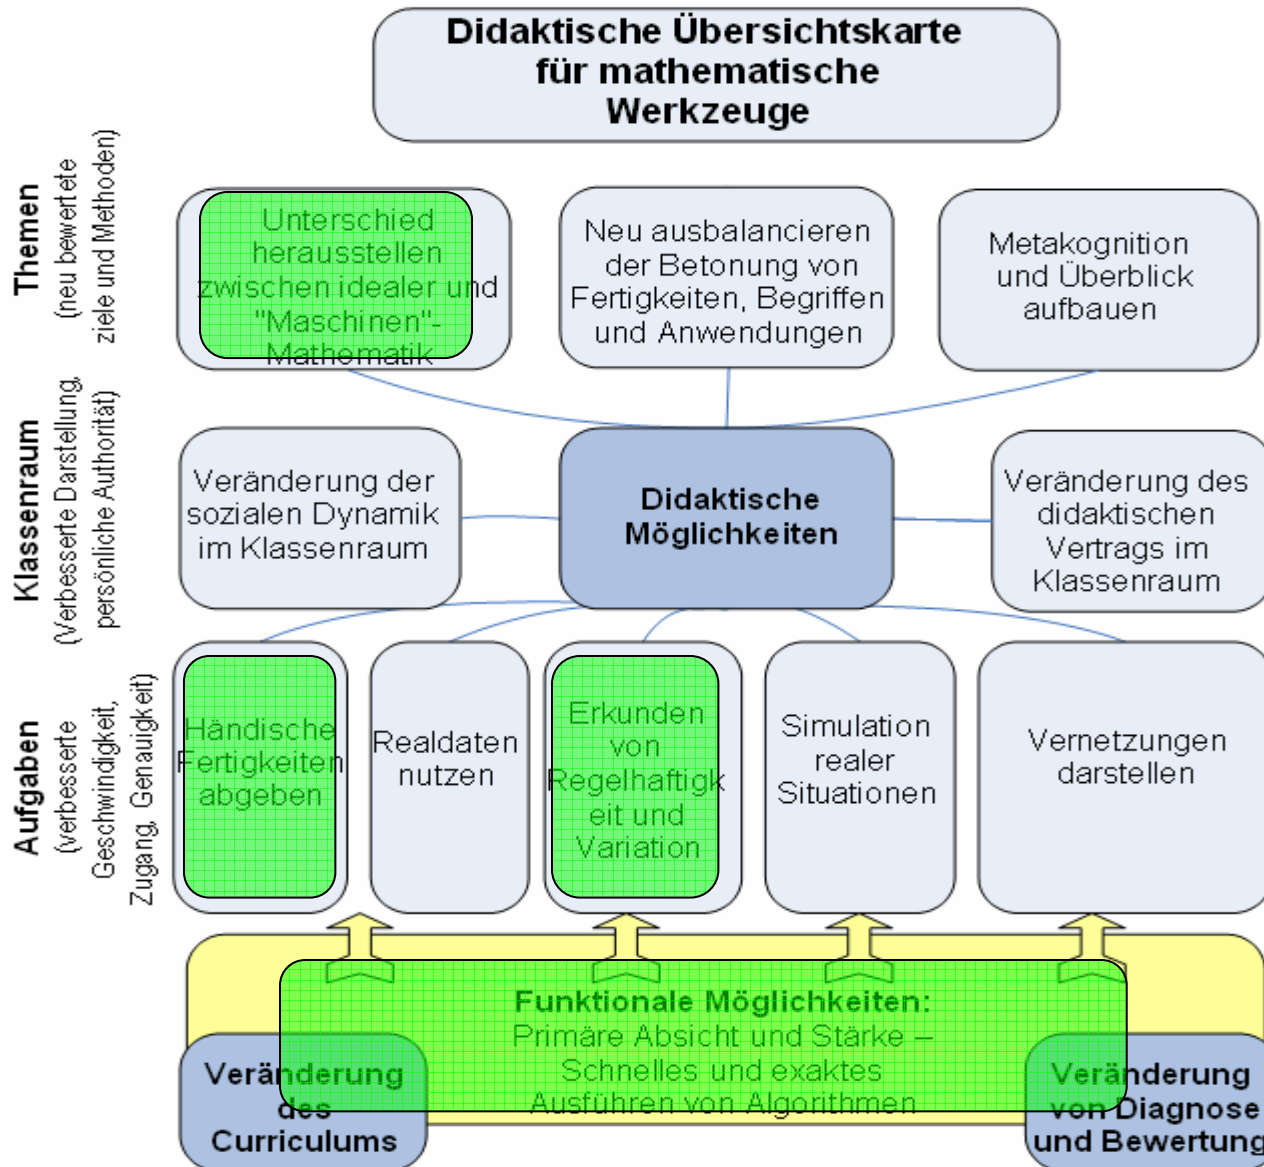 Didaktische Übersichtskarte
für mathematische
Werkzeuge
Themen
(neu bewertete
ziele und Methoden)
Unterschied
herausstellen
zwischen idealer und
"Maschinen"-
Mathematik
Neu ausbalancieren
der Betonung von
Fertigkeiten, Begriffen
und Anwendungen
Metakognition
und Überblick
aufbauen
Klassenraum
(Verbesserte Darstellung,
persönliche Authorität)
Veränderung der
sozialen Dynamik
im Klassenraum
Didaktische
Möglichkeiten
Veränderung des
didaktischen
Vertrags im
Klassenraum
Aufgaben
(verbesserte
Geschwindigkeit,
Zugang, Genauigkeit)
Händische
Fertigkeiten
abgeben
Realdaten
nutzen
Erkunden
von
Regelhaftigk
eit und
Variation
Simulation
realer
Situationen
Vernetzungen
darstellen
Funktionale Möglichkeiten:
Primäre Absicht und Stärke –
Schnelles und exaktes
Ausführen von Algorithmen
Veränderung
des
Curriculums
Veränderung
von Diagnose
und Bewertung